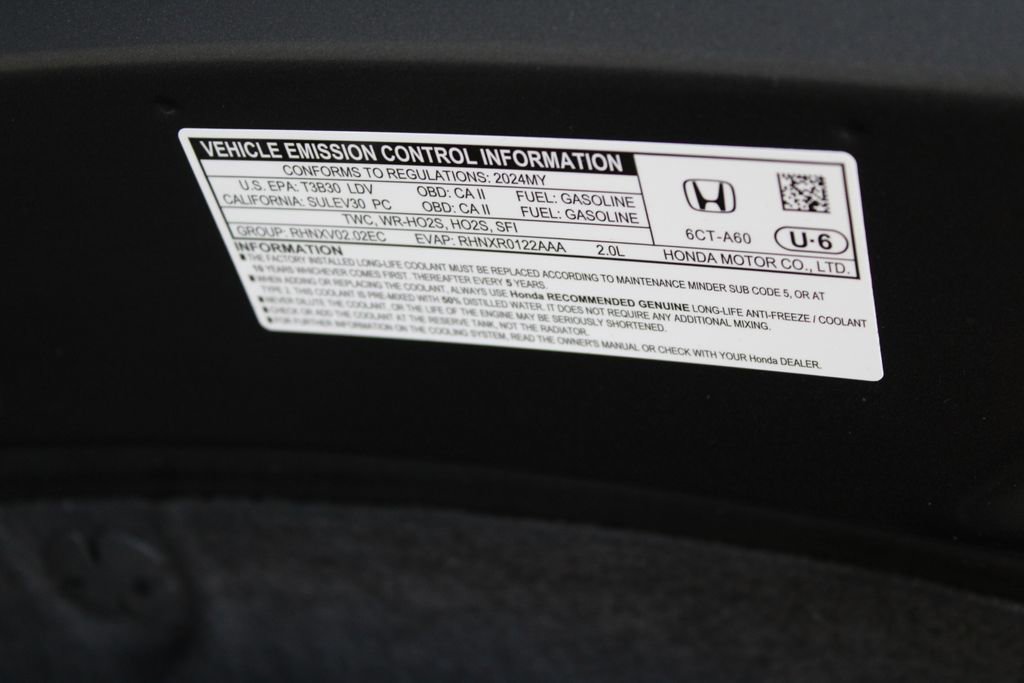 VEHICLE EMISSION CONTROL INFORMATION
CONFORMS TO REGULATIONS: 2024MY
U.S. EPA: T3B30 LDV OBD: CA II FUEL: GASOLINE
CALIFORNIA: SULEV30 PC OBD: CA II FUEL: GASOLINE
TWC, WR-HO2S, HO2S, SFI
GROUP: RHNXV02.02EC EVAP: RHNXR0122AAA 2.0L
6CT-A60 U·6
HONDA MOTOR CO., LTD.
INFORMATION
■THE FACTORY INSTALLED LONG-LIFE COOLANT MUST BE REPLACED ACCORDING TO MAINTENANCE MINDER SUB CODE 5, OR AT
10 YEARS WHICHEVER COMES FIRST. THEREAFTER EVERY 5 YEARS.
■WHEN ADDING OR REPLACING THE COOLANT, ALWAYS USE Honda RECOMMENDED GENUINE LONG-LIFE ANTI-FREEZE / COOLANT
TYPE 2. THIS COOLANT IS PRE-MIXED WITH 50% DISTILLED WATER. IT DOES NOT REQUIRE ANY ADDITIONAL MIXING.
■NEVER DILUTE THE COOLANT, OR THE LIFE OF THE ENGINE MAY BE SERIOUSLY SHORTENED.
■CHECK OR ADD THE COOLANT AT THE RESERVE TANK, NOT THE RADIATOR.
■FOR FURTHER INFORMATION ON THE COOLING SYSTEM, READ THE OWNER'S MANUAL OR CHECK WITH YOUR Honda DEALER.